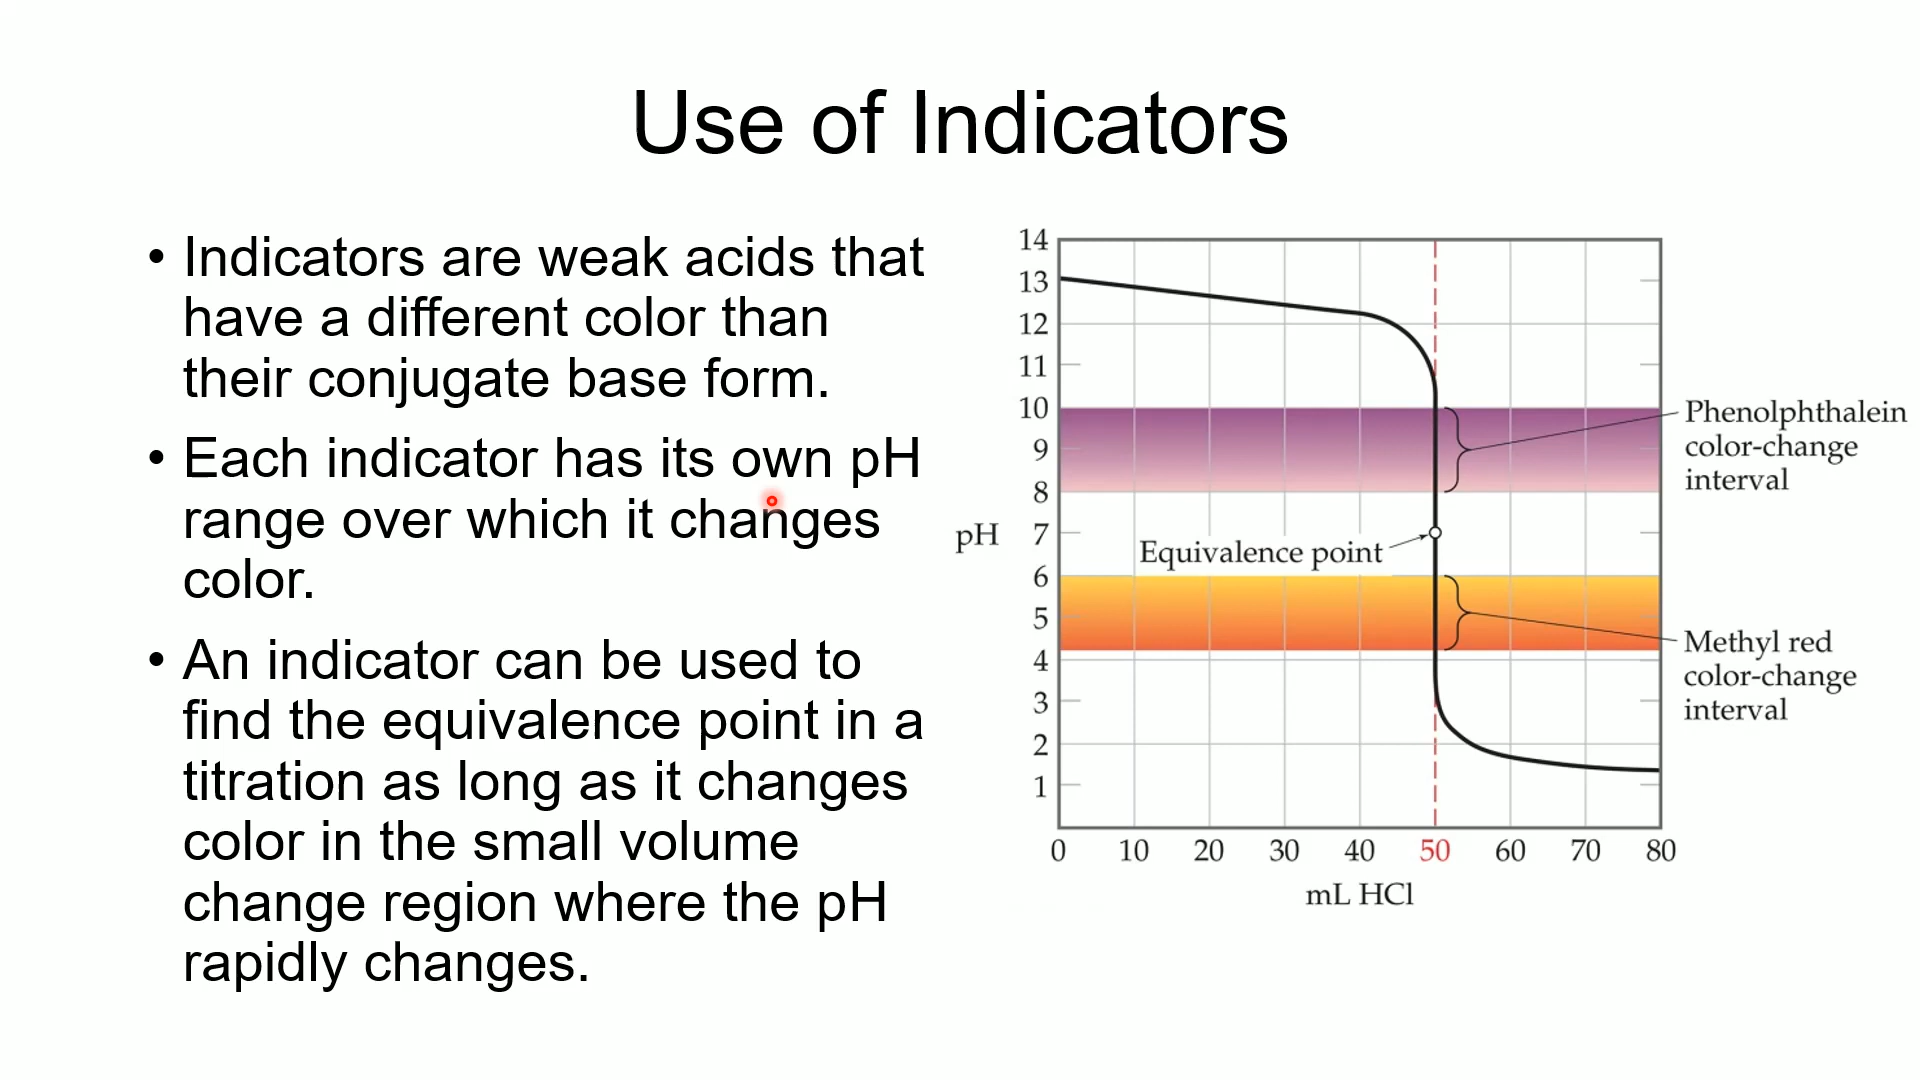 Use of Indicators
• Indicators are weak acids that
have a different color than
their conjugate base form.
• Each indicator has its own pH
range over which it changes
color.
• An indicator can be used to
find the equivalence point in a
titration as long as it changes
color in the small volume
change region where the pH
rapidly changes.
14
13
12
11
10
9
8
7
6
5
4
3
2
1
pH
Equivalence point
Phenolphthalein
color-change
interval
Methyl red
color-change
interval
0 10 20 30 40 50 60 70 80
mL HCl